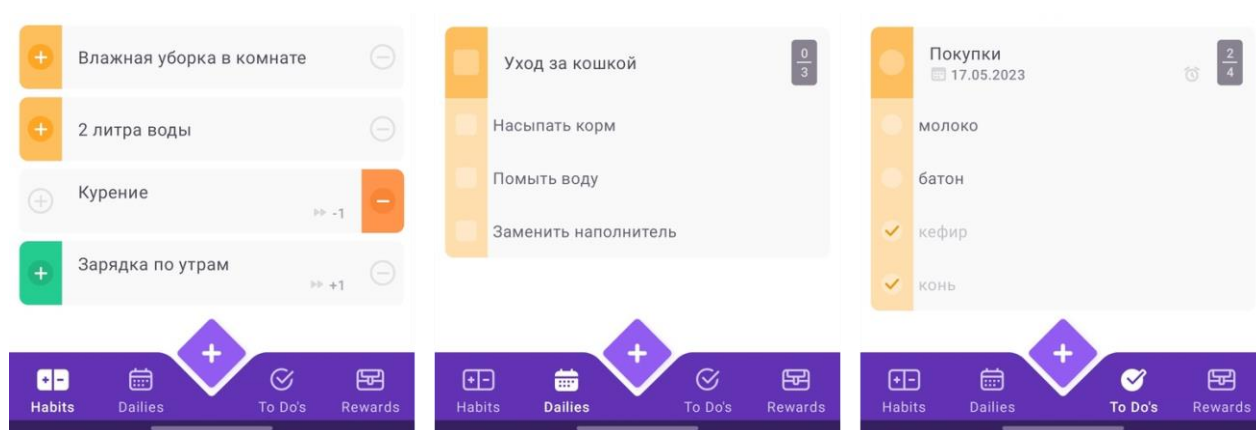 Влажная уборка в комнате
2 литра воды
Курение
-1
Зарядка по утрам
+1
Habits
Dailies
To Do's
Rewards
Уход за кошкой
0
3
Насыпать корм
Помыть воду
Заменить наполнитель
Habits
Dailies
To Do's
Rewards
Покупки
17.05.2023
2
4
молоко
батон
кефир
конь
Habits
Dailies
To Do's
Rewards